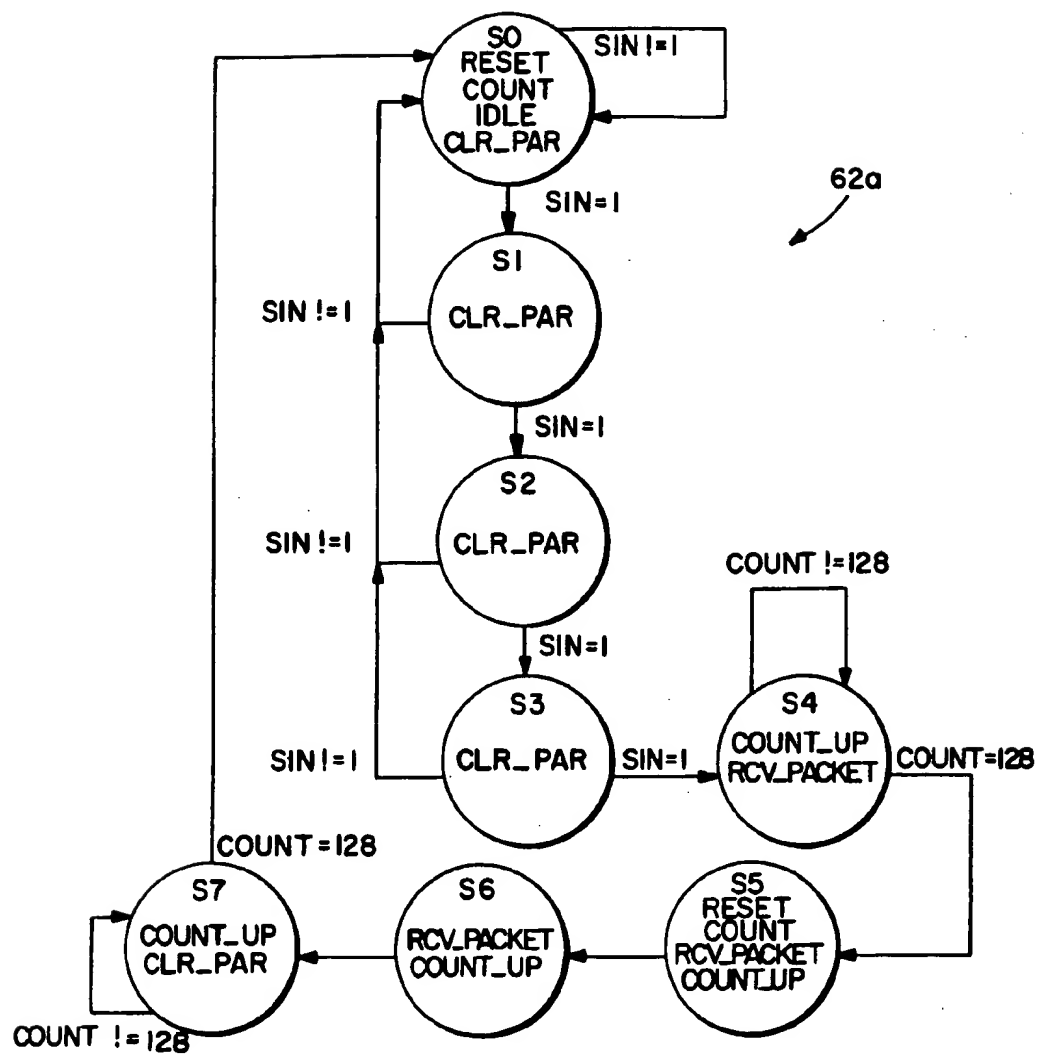 S0
RESET
COUNT
IDLE
CLR_PAR
SIN !=1
62a
SIN=1
S1
CLR_PAR
SIN !=1
SIN=1
S2
CLR_PAR
SIN !=1
SIN=1
COUNT !=128
S3
CLR_PAR
SIN !=1
SIN=1
S4
COUNT_UP
RCV_PACKET
COUNT=128
COUNT=128
S7
COUNT_UP
CLR_PAR
COUNT !=128
S6
RCV_PACKET
COUNT_UP
S5
RESET
COUNT
RCV_PACKET
COUNT_UP